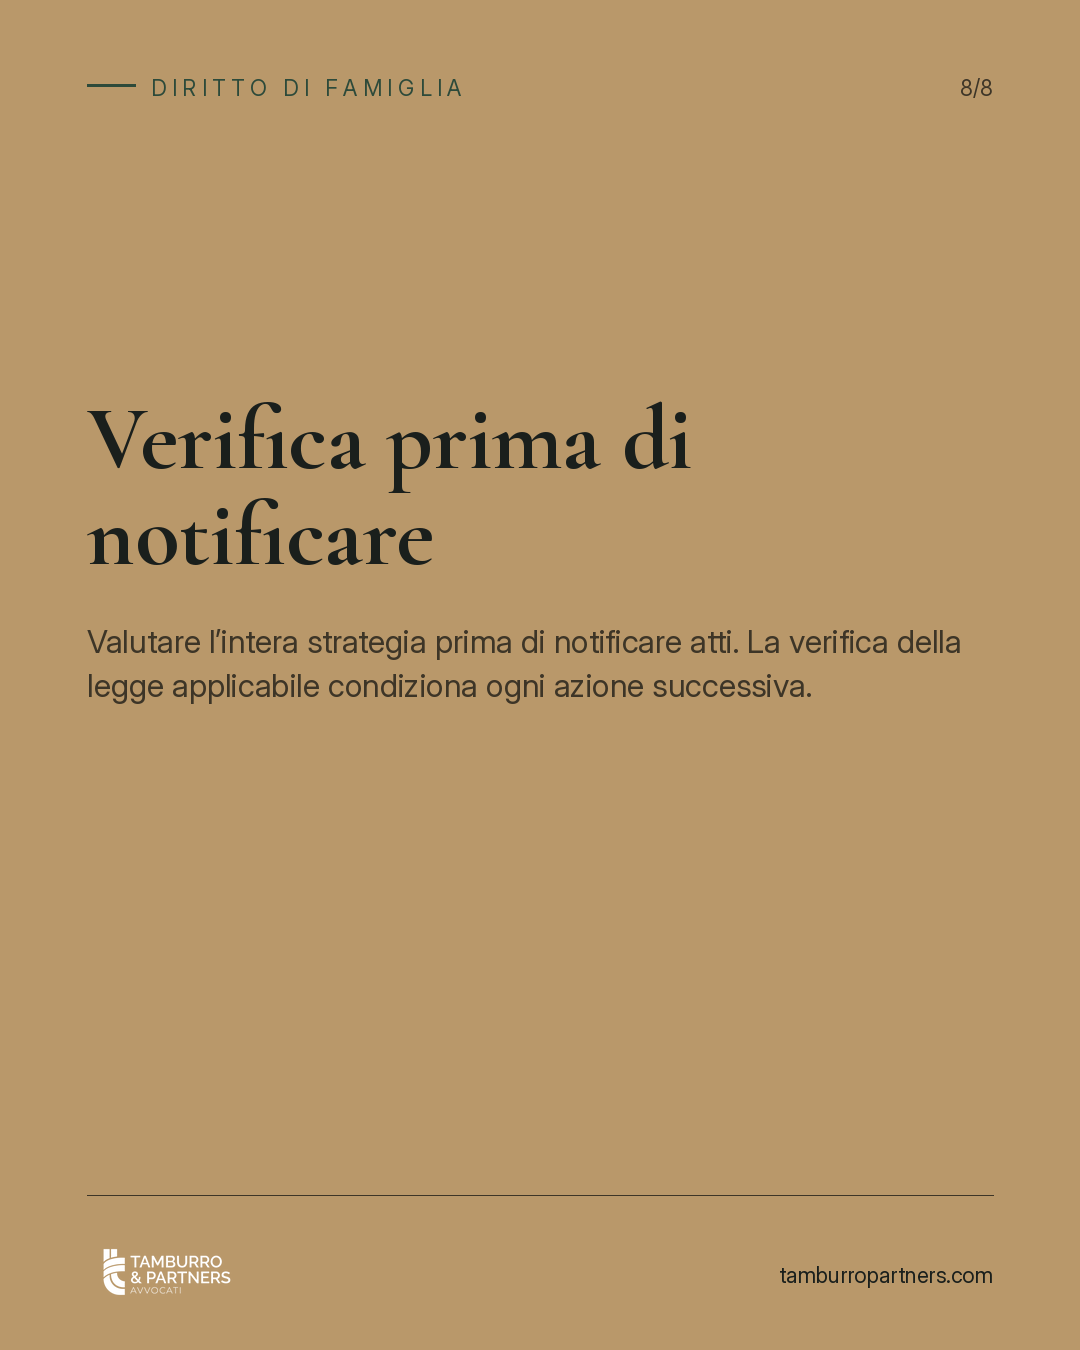 DIRITTO DI FAMIGLIA
8/8
Verifica prima di
notificare
Valutare l’intera strategia prima di notificare atti. La verifica della
legge applicabile condiziona ogni azione successiva.
TAMBURRO
& PARTNERS
AVVOCATI
tamburropartners.com